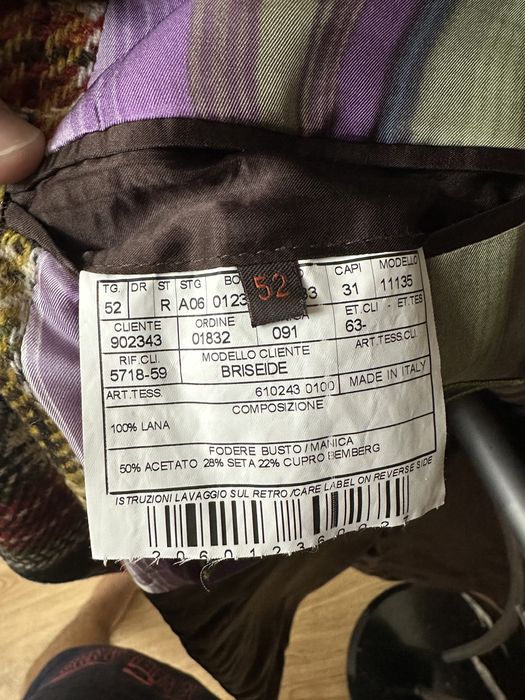 52
TG. DR ST STG CAPI MODELLO
52 R A06 0123 83 31 11135
CLIENTE ORDINE ET.CLI - ET.TES
902343 01832 091 63-
RIF.CLI. MODELLO CLIENTE ART.TESS.CLI.
5718-59 BRISEIDE
ART.TESS. 610243 0100 MADE IN ITALY
COMPOSIZIONE
100% LANA
FODERE BUSTO / MANICA
50% ACETATO 28% SETA 22% CUPRO BEMBERG
ISTRUZIONI LAVAGGIO SUL RETRO /CARE LABEL ON REVERSE SIDE